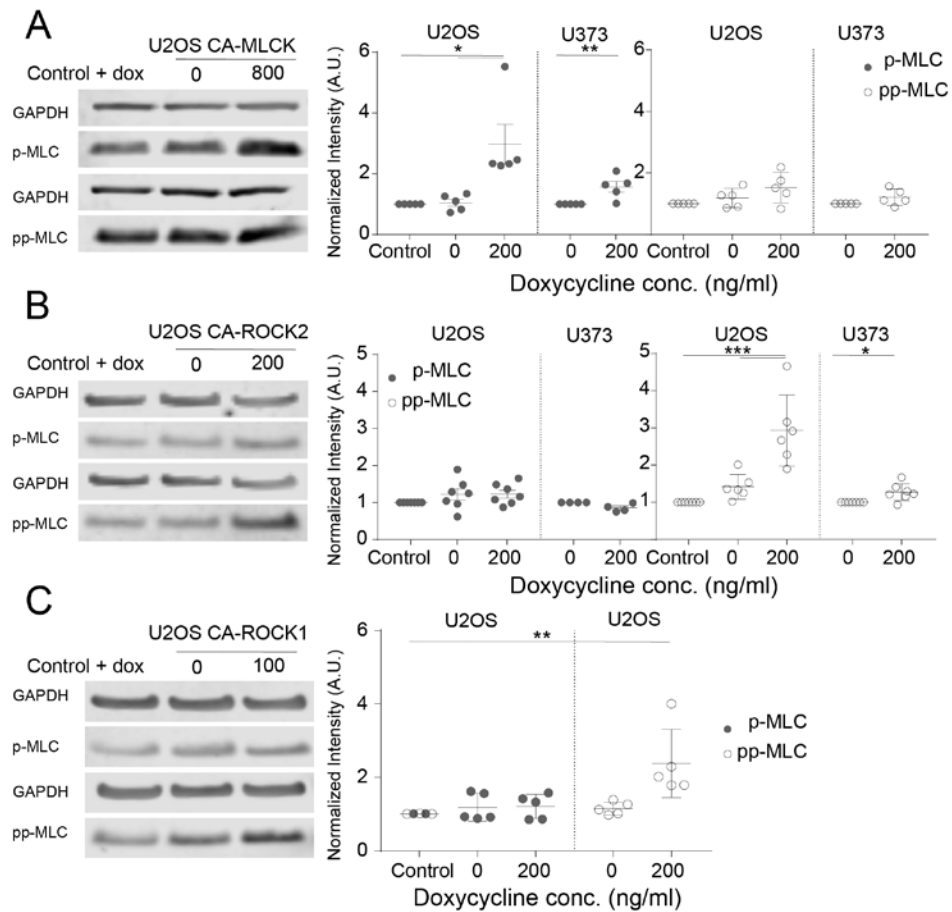 A
U2OS CA-MLCK
Control + dox 0 800
GAPDH
p-MLC
GAPDH
pp-MLC
Normalized Intensity (A.U.)
6
4
2
0
U2OS
U373
*
**
p-MLC
pp-MLC
Control 0 200 0 200
6
4
2
U2OS
U373
Control 0 200 0 200
Doxycycline conc. (ng/ml)
B
U2OS CA-ROCK2
Control + dox 0 200
GAPDH
p-MLC
GAPDH
pp-MLC
Normalized Intensity (A.U.)
5
4
3
2
1
0
U2OS
U373
p-MLC
pp-MLC
Control 0 200 0 200
5
4
3
2
1
0
U2OS
U373
***
*
Control 0 200 0 200
Doxycycline conc. (ng/ml)
C
U2OS CA-ROCK1
Control + dox 0 100
GAPDH
p-MLC
GAPDH
pp-MLC
Normalized Intensity (A.U.)
6
4
2
0
U2OS
U2OS
**
p-MLC
pp-MLC
Control 0 200 0 200
Doxycycline conc. (ng/ml)